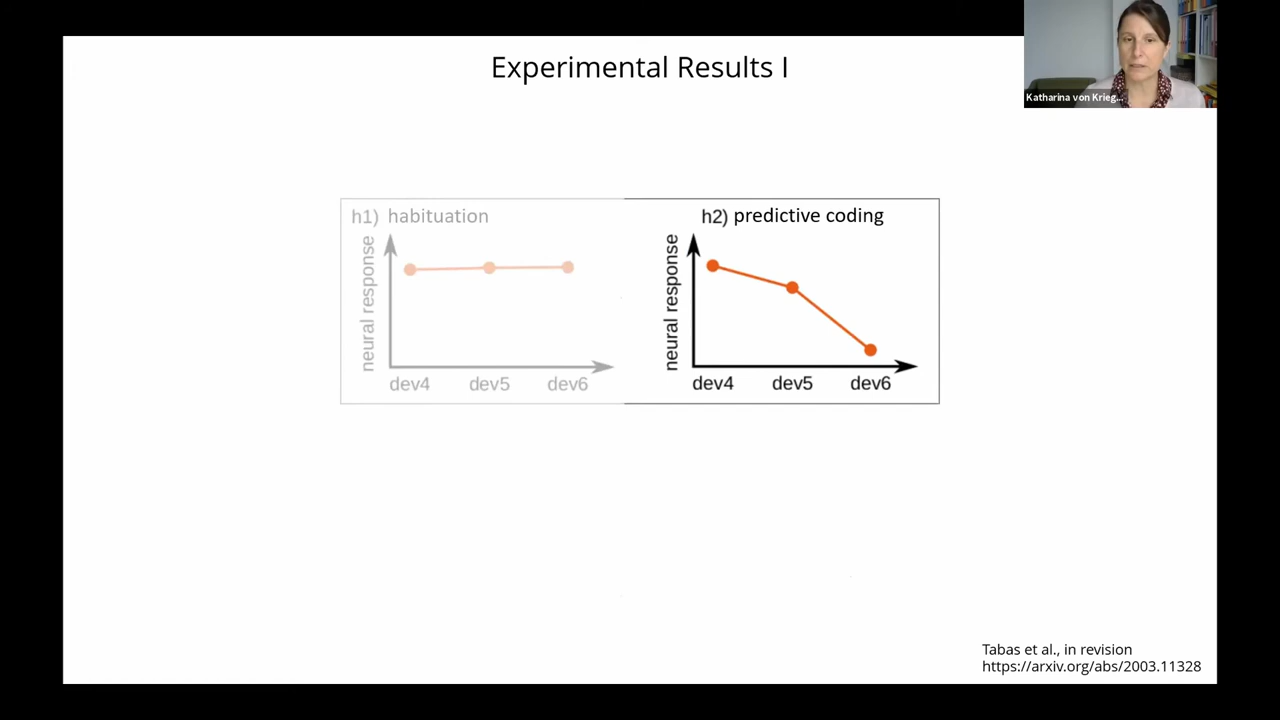 Experimental Results I
Katharina von Krieg...
h1) habituation
neural response
dev4 dev5 dev6
h2) predictive coding
neural response
dev4 dev5 dev6
Tabas et al., in revision
https://arxiv.org/abs/2003.11328